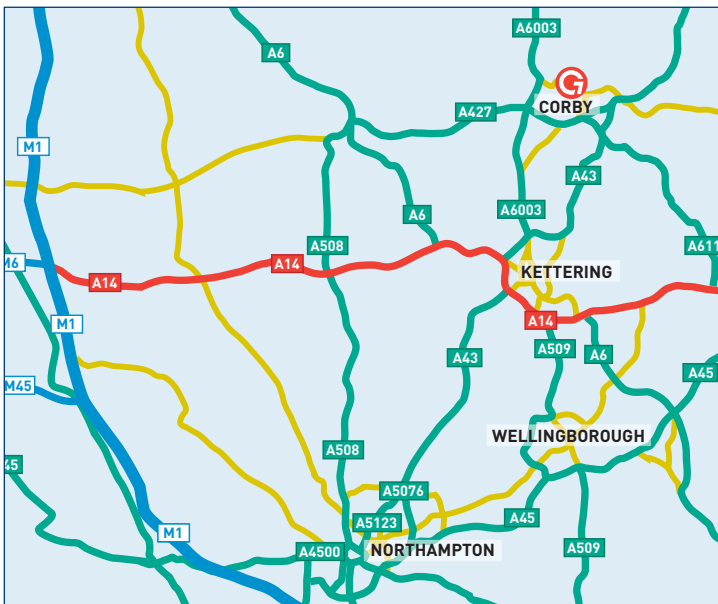 A6003
A6
CORBY
A427
M1
A43
A6
A6003
A508
A611
M6
A14
A14
KETTERING
M1
A14
A509
A6
A43
A45
M45
WELLINGBOROUGH
A508
45
A5076
A5123
A45
M1
A4500
NORTHAMPTON
A509